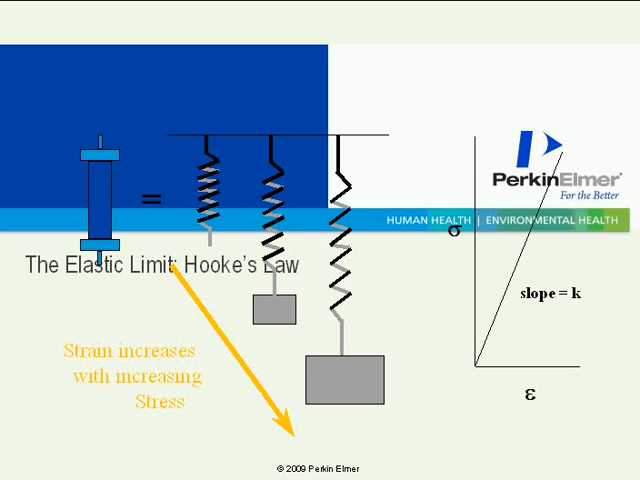 =
PerkinElmer
For the Better
HUMAN HEALTH | ENVIRONMENTAL HEALTH
σ
The Elastic Limit: Hooke's Law
slope = k
Strain increases
with increasing
Stress
ε
© 2009 Perkin Elmer